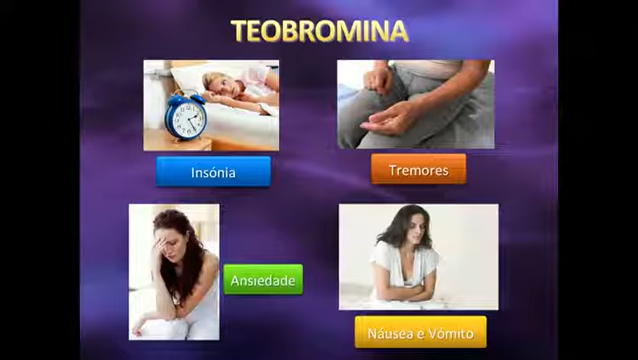 TEOBROMINA
Insónia
Tremores
Ansiedade
Náusea e Vómito